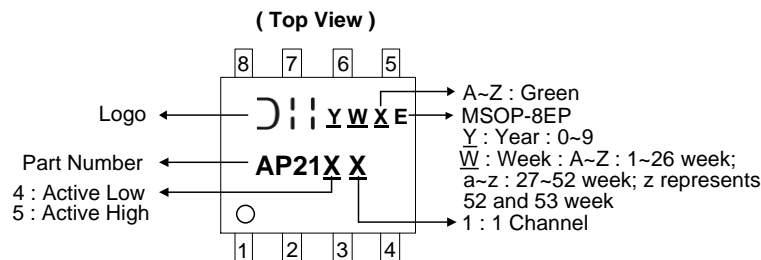 ( Top View )
8 7 6 5
Logo
Y W X E
A~Z : Green
MSOP-8EP
Y : Year : 0~9
W : Week : A~Z : 1~26 week;
a~z : 27~52 week; z represents
52 and 53 week
Part Number
AP21X X
4 : Active Low
5 : Active High
1 : 1 Channel
1 2 3 4